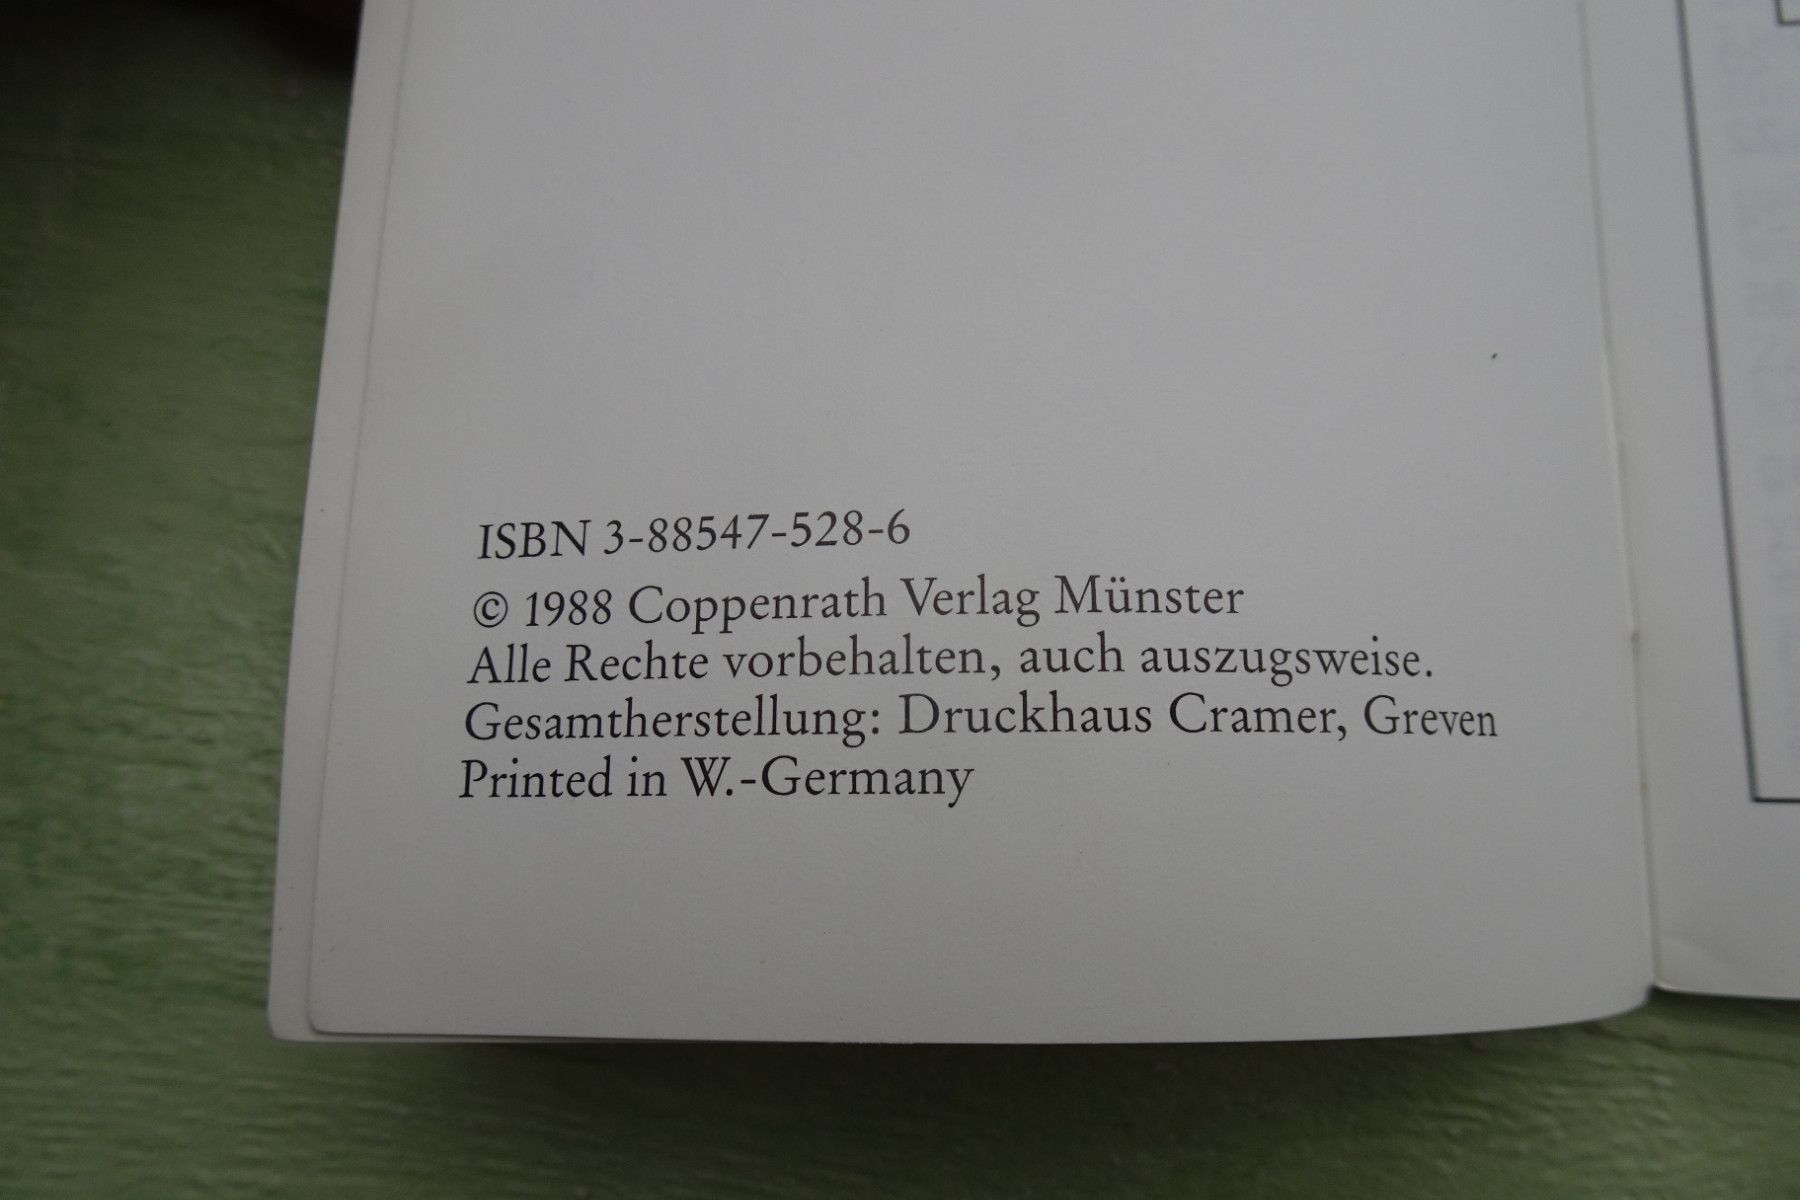 ISBN 3-88547-528-6
© 1988 Coppenrath Verlag Münster
Alle Rechte vorbehalten, auch auszugsweise.
Gesamtherstellung: Druckhaus Cramer, Greven
Printed in W.-Germany